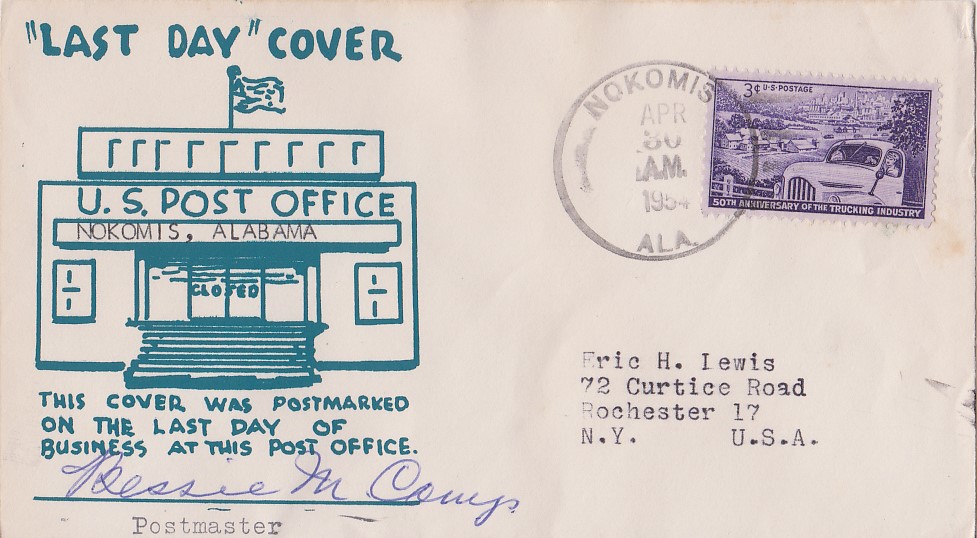 "LAST DAY" COVER
U.S. POST OFFICE
NOKOMIS, ALABAMA
CLOSED
THIS COVER WAS POSTMARKED
ON THE LAST DAY OF
BUSINESS AT THIS POST OFFICE.
Bessie M
Postmaster
NOKOMIS
APR
30
A.M.
1954
ALA.
3¢ U·S·POSTAGE
50TH ANNIVERSARY OF THE TRUCKING INDUSTRY
Eric H. Lewis
72 Curtice Road
Rochester 17
N.Y. U.S.A.